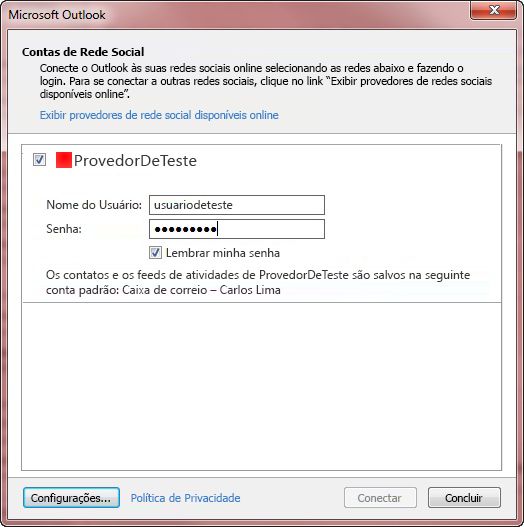 Microsoft Outlook
Contas de Rede Social
Conecte o Outlook às suas redes sociais online selecionando as redes abaixo e fazendo o
login. Para se conectar a outras redes sociais, clique no link “Exibir provedores de redes sociais
disponíveis online”.
Exibir provedores de rede social disponíveis online
ProvedorDeTeste
Nome do Usuário: usuariodeteste
Senha: ●●●●●●●●●
Lembrar minha senha
Os contatos e os feeds de atividades de ProvedorDeTeste são salvos na seguinte
conta padrão: Caixa de correio – Carlos Lima
Configurações... Política de Privacidade Conectar Concluir